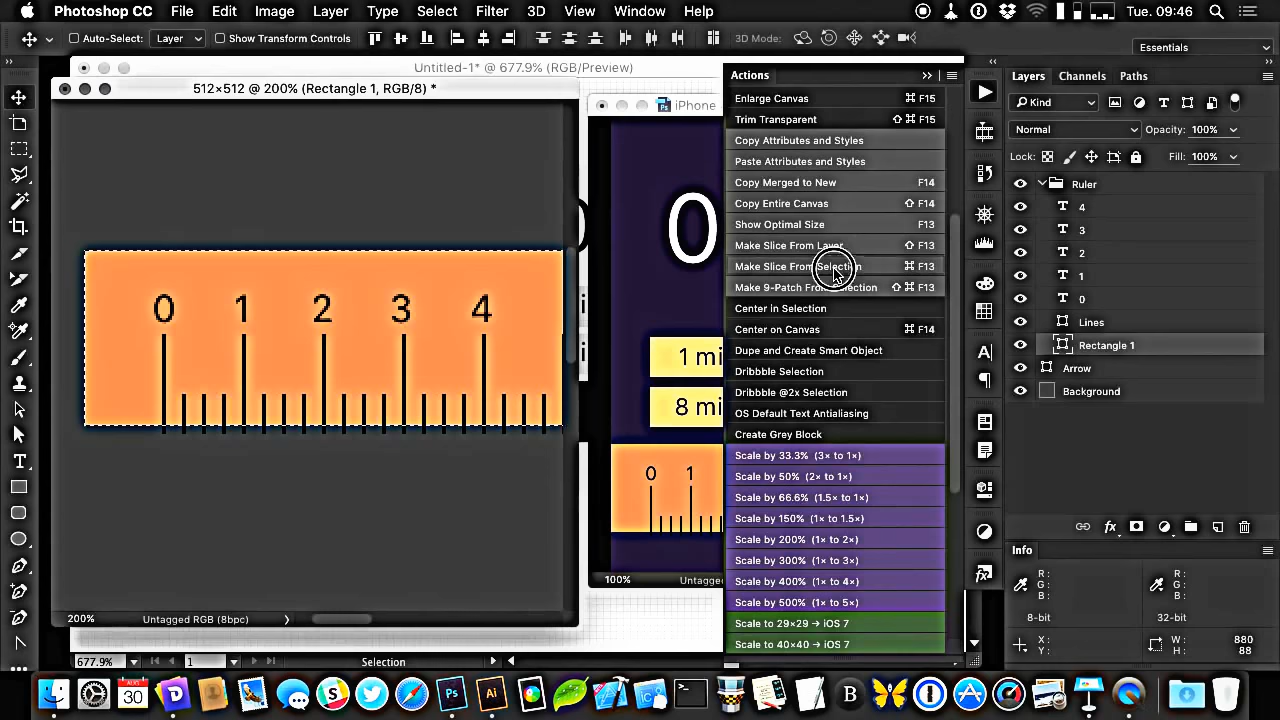 Photoshop CC File Edit Image Layer Type Select Filter 3D View Window Help Tue. 09:46
Auto-Select: Layer Show Transform Controls 3D Mode: Essentials
Untitled-1* @ 677.9% (RGB/Preview)
512×512 @ 200% (Rectangle 1, RGB/8) *
iPhone
0
1 mi
8 mi
0 1
0 1 2 3 4
200% Untagged RGB (8bpc)
100% Untagge
677.9% 1 Selection
Actions
Enlarge Canvas ⌘ F15
Trim Transparent ⇧ ⌘ F15
Copy Attributes and Styles
Paste Attributes and Styles
Copy Merged to New F14
Copy Entire Canvas ⇧ F14
Show Optimal Size F13
Make Slice From Layer ⇧ F13
Make Slice From Selection ⌘ F13
Make 9-Patch From Selection ⇧ ⌘ F13
Center in Selection
Center on Canvas ⌘ F14
Dupe and Create Smart Object
Dribbble Selection
Dribbble @2x Selection
OS Default Text Antialiasing
Create Grey Block
Scale by 33.3% (3× to 1×)
Scale by 50% (2× to 1×)
Scale by 66.6% (1.5× to 1×)
Scale by 150% (1× to 1.5×)
Scale by 200% (1× to 2×)
Scale by 300% (1× to 3×)
Scale by 400% (1× to 4×)
Scale by 500% (1× to 5×)
Scale to 29×29 → iOS 7
Scale to 40×40 → iOS 7
Layers Channels Paths
Kind
Normal Opacity: 100%
Lock: Fill: 100%
Ruler
T 4
T 3
T 2
T 1
T 0
Lines
Rectangle 1
Arrow
Background
fx
Info
R:
G:
B:
R:
G:
B:
8-bit 32-bit
X:
Y:
W: 880
H: 88
AUG
30
Ps
Ai
B